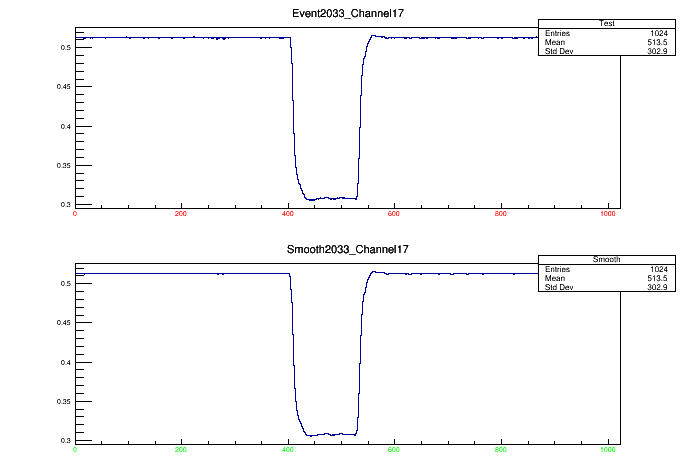 Event2033_Channel17
Test
Entries 1024
Mean 513.5
Std Dev 302.9
0.5
0.45
0.4
0.35
0.3
0 200 400 600 800 1000
Smooth2033_Channel17
Smooth
Entries 1024
Mean 513.5
Std Dev 302.9
0.5
0.45
0.4
0.35
0.3
0 200 400 600 800 1000